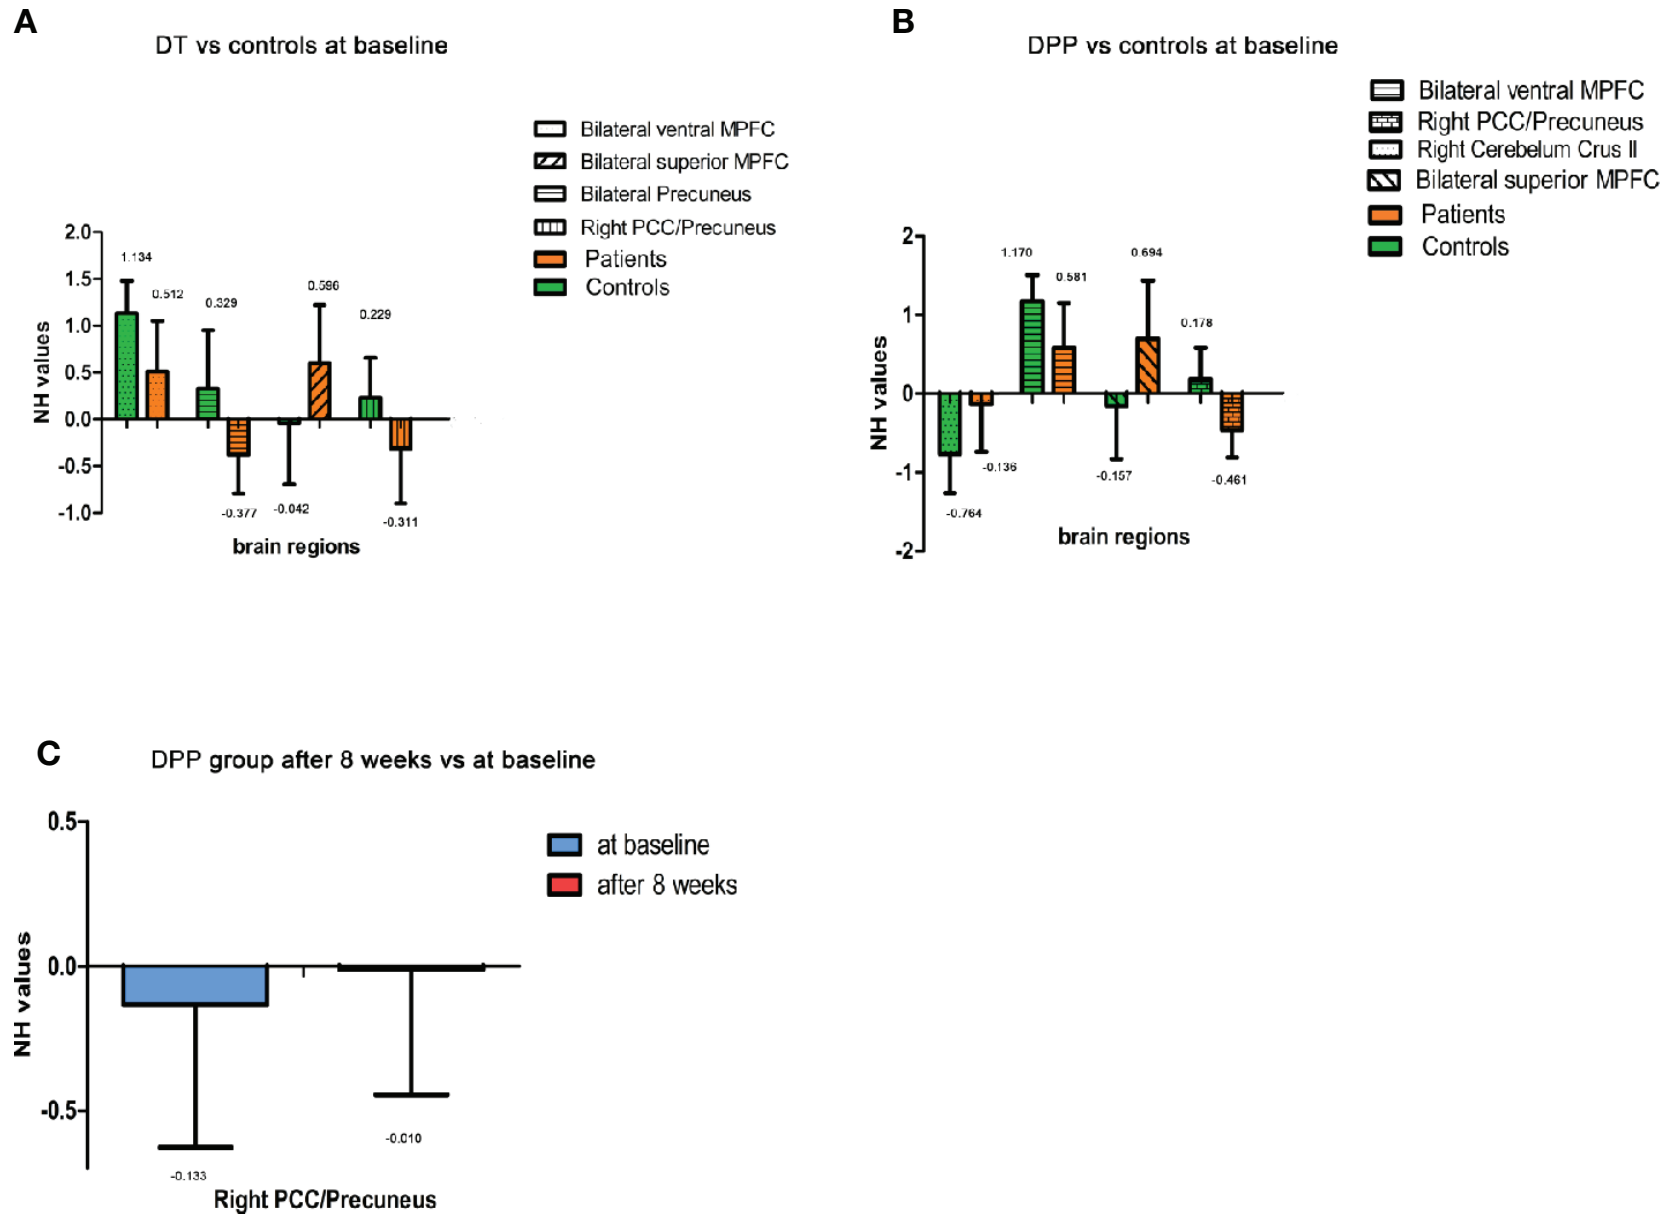 A
DT vs controls at baseline
Bilateral ventral MPFC
Bilateral superior MPFC
Bilateral Precuneus
Right PCC/Precuneus
Patients
Controls
NH values
2.0
1.5
1.0
0.5
0.0
-0.5
-1.0
1.134
0.512
0.329
-0.377
-0.042
0.596
0.229
-0.311
brain regions
B
DPP vs controls at baseline
Bilateral ventral MPFC
Right PCC/Precuneus
Right Cerebelum Crus II
Bilateral superior MPFC
Patients
Controls
NH values
2
1
0
-1
-2
-0.764
-0.136
1.170
0.581
-0.157
0.694
0.178
-0.461
brain regions
C
DPP group after 8 weeks vs at baseline
at baseline
after 8 weeks
NH values
0.5
0.0
-0.5
-0.133
-0.010
Right PCC/Precuneus